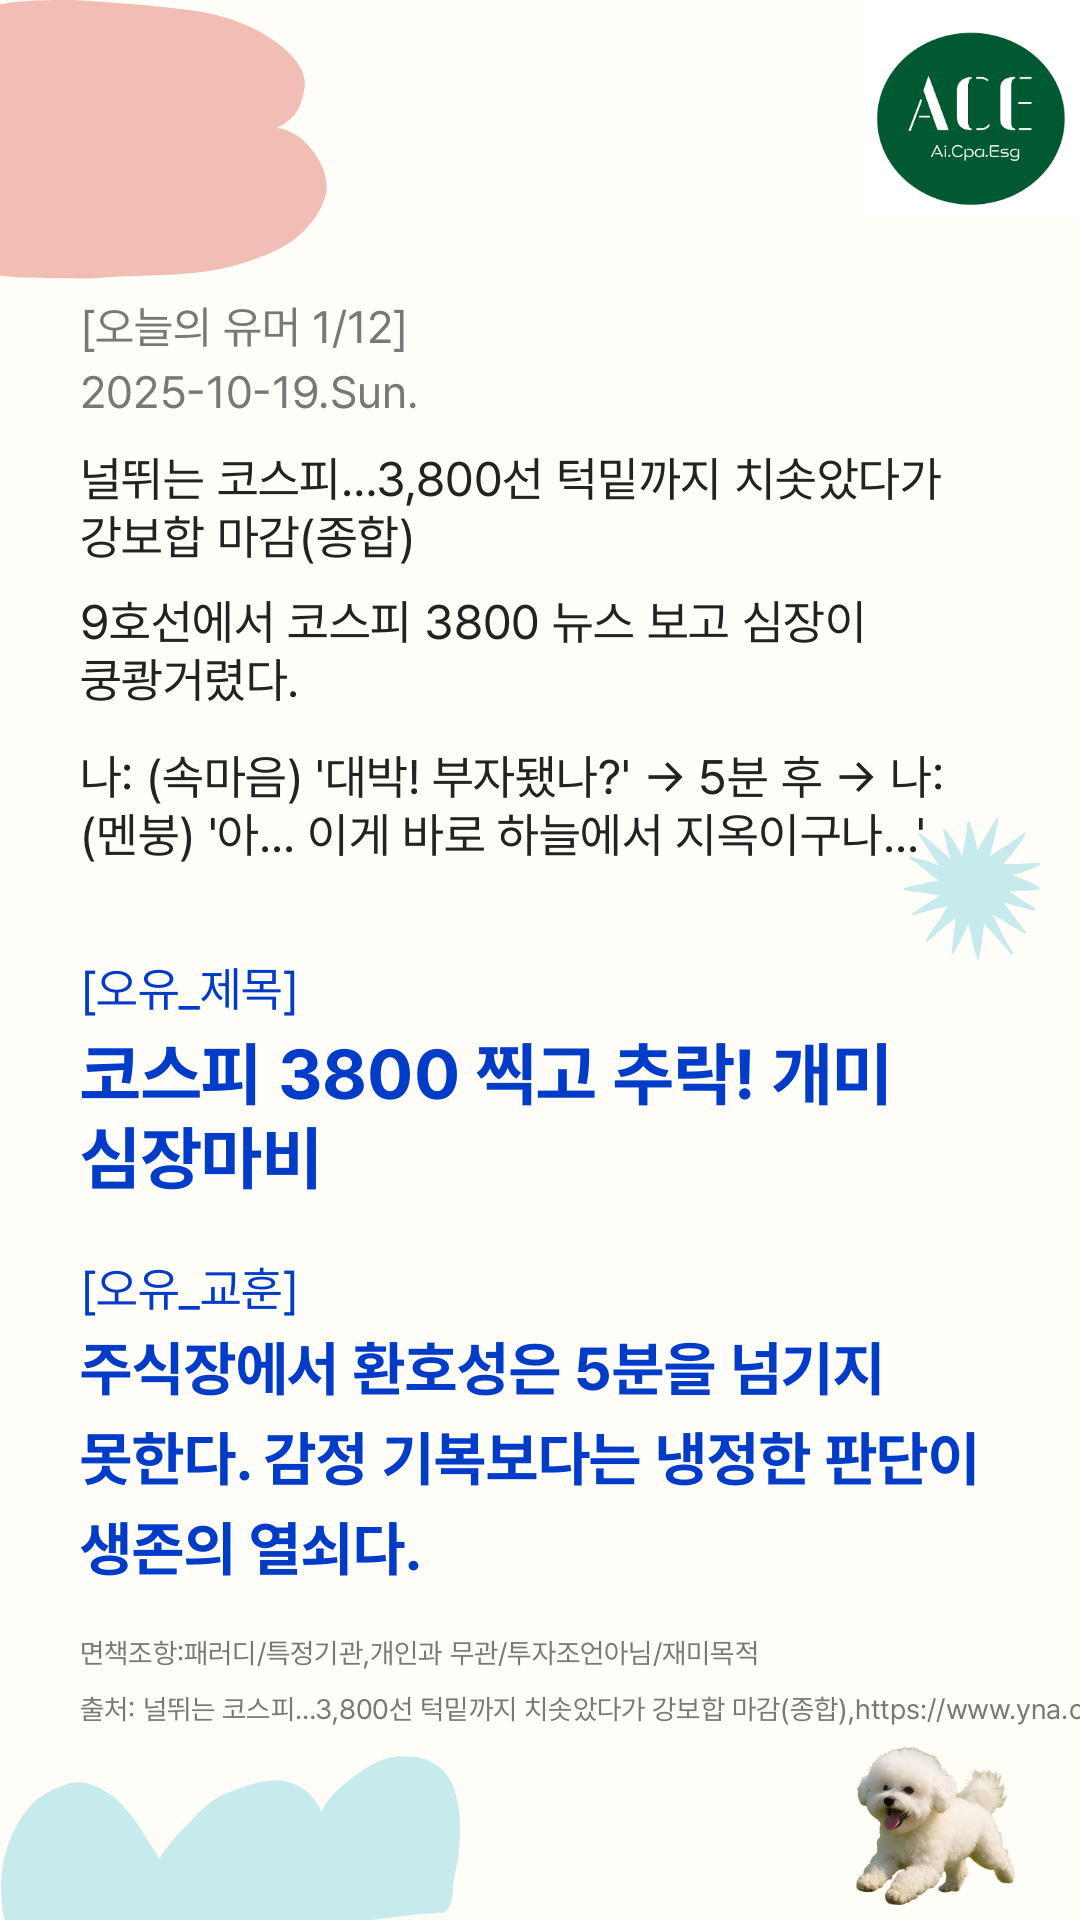 ACE
Ai.Cpa.Esg
[오늘의 유머 1/12]
2025-10-19.Sun.
널뛰는 코스피...3,800선 턱밑까지 치솟았다가
강보합 마감(종합)
9호선에서 코스피 3800 뉴스 보고 심장이
쿵쾅거렸다.
나: (속마음) '대박! 부자됐나?' → 5분 후 → 나:
(멘붕) '아... 이게 바로 하늘에서 지옥이구나...'
[오유_제목]
코스피 3800 찍고 추락! 개미
심장마비
[오유_교훈]
주식장에서 환호성은 5분을 넘기지
못한다. 감정 기복보다는 냉정한 판단이
생존의 열쇠다.
면책조항:패러디/특정기관,개인과 무관/투자조언아님/재미목적
출처: 널뛰는 코스피...3,800선 턱밑까지 치솟았다가 강보합 마감(종합),https://www.yna.c